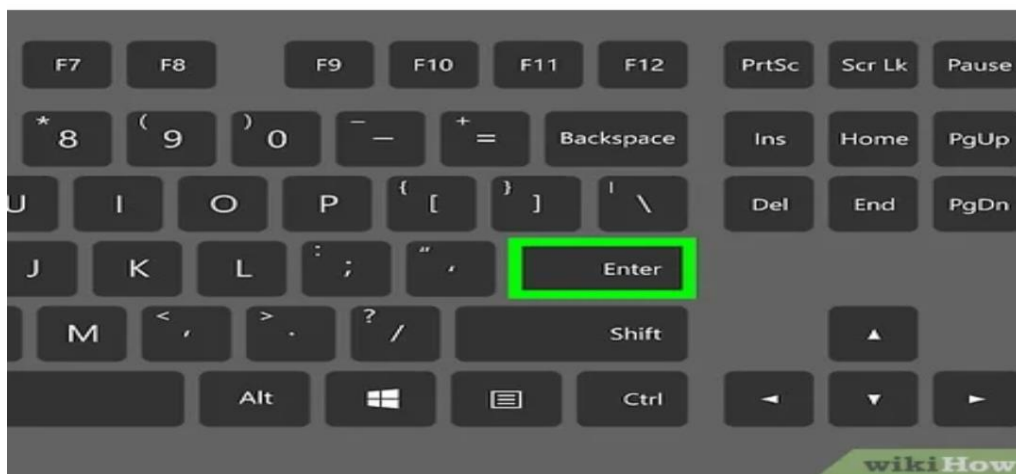 F7 F8 F9 F10 F11 F12 PrtSc Scr Lk Pause
* 8 ( 9 ) 0 – – + = Backspace Ins Home PgUp
U I O P { [ } ] | \ Del End PgDn
J K L : ; " ' Enter
M < , > . ? / Shift
Alt Ctrl
wikiHow